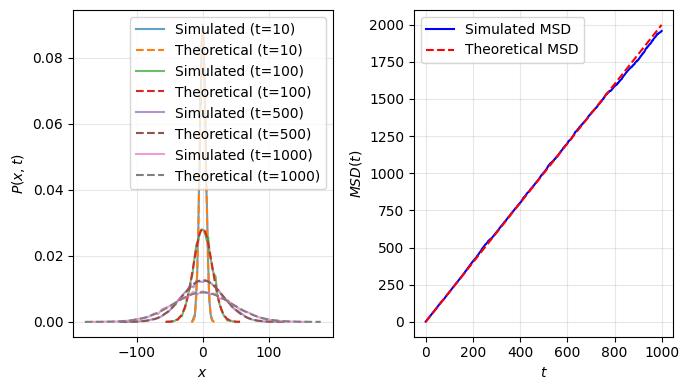 0.08
0.06
0.04
0.02
0.00
P(x, t)
−100
0
100
x
Simulated (t=10)
Theoretical (t=10)
Simulated (t=100)
Theoretical (t=100)
Simulated (t=500)
Theoretical (t=500)
Simulated (t=1000)
Theoretical (t=1000)
2000
1750
1500
1250
1000
750
500
250
0
MSD(t)
0 200 400 600 800 1000
t
Simulated MSD
Theoretical MSD